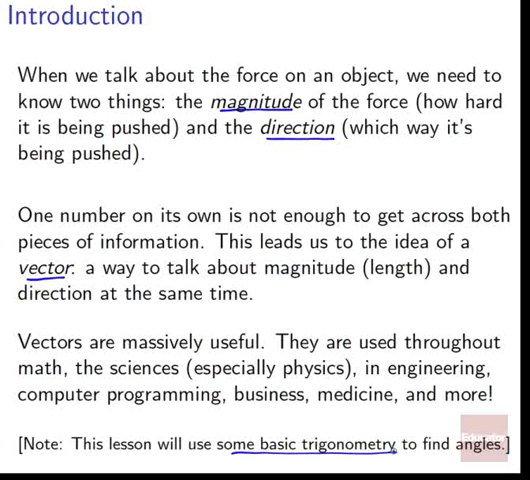 Introduction
When we talk about the force on an object, we need to
know two things: the magnitude of the force (how hard
it is being pushed) and the direction (which way it's
being pushed).
One number on its own is not enough to get across both
pieces of information. This leads us to the idea of a
vector: a way to talk about magnitude (length) and
direction at the same time.
Vectors are massively useful. They are used throughout
math, the sciences (especially physics), in engineering,
computer programming, business, medicine, and more!
[Note: This lesson will use some basic trigonometry to find angles.]